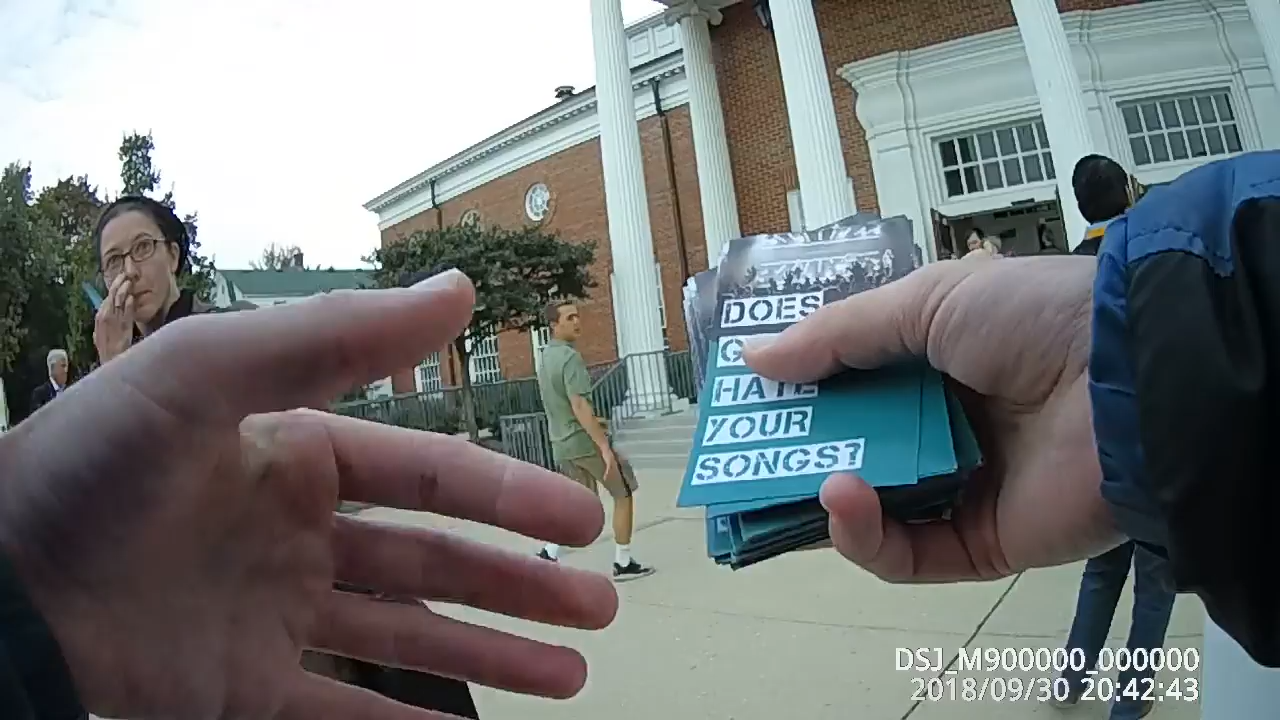 DOES
G
HATE
YOUR
SONGS?
DSJ_M900000_000000
2018/09/30 20:42:43